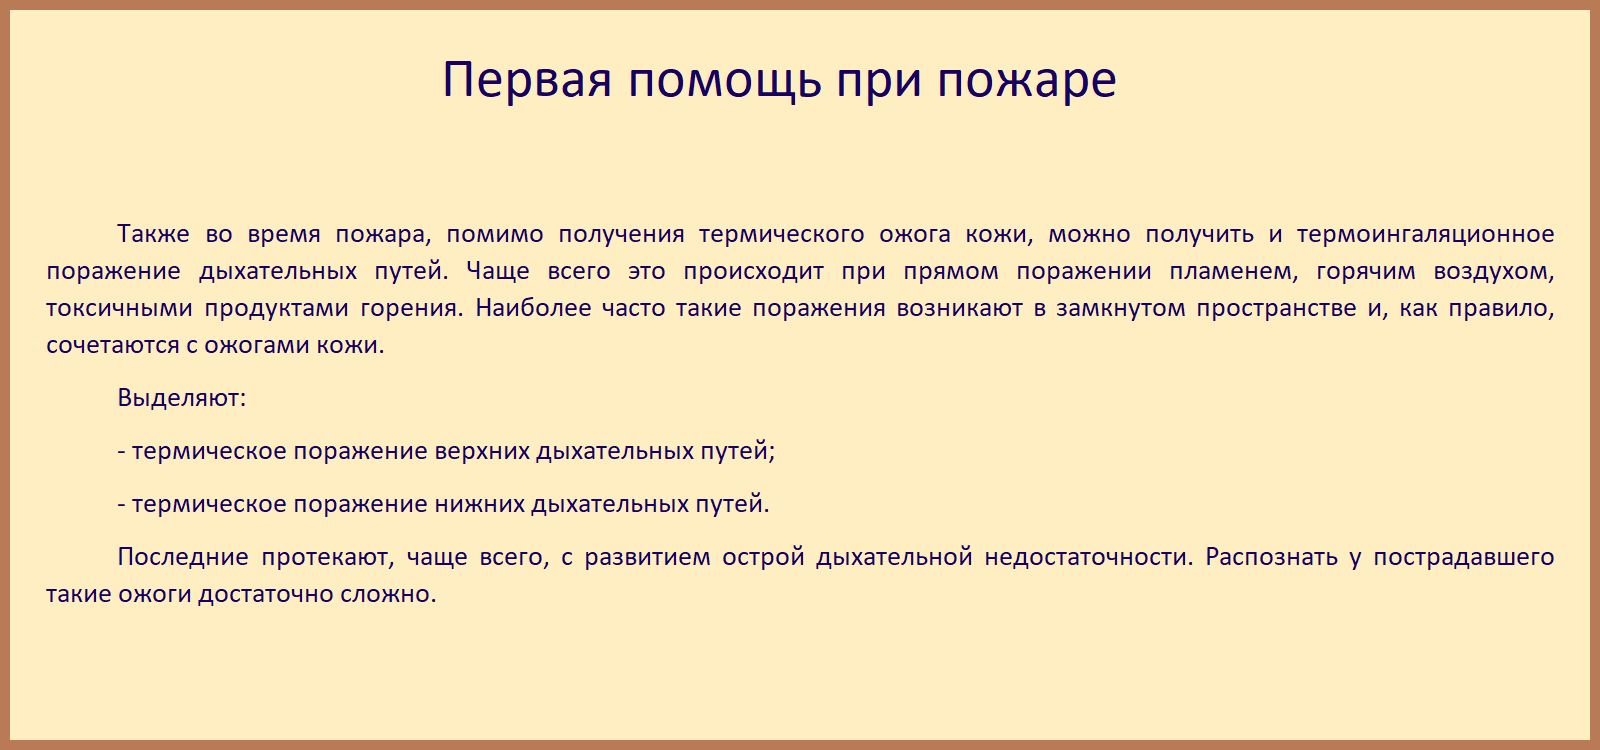 Первая помощь при пожаре
Также во время пожара, помимо получения термического ожога кожи, можно получить и термоингаляционное
поражение дыхательных путей. Чаще всего это происходит при прямом поражении пламенем, горячим воздухом,
токсичными продуктами горения. Наиболее часто такие поражения возникают в замкнутом пространстве и, как правило,
сочетаются с ожогами кожи.
Выделяют:
- термическое поражение верхних дыхательных путей;
- термическое поражение нижних дыхательных путей.
Последние протекают, чаще всего, с развитием острой дыхательной недостаточности. Распознать у пострадавшего
такие ожоги достаточно сложно.